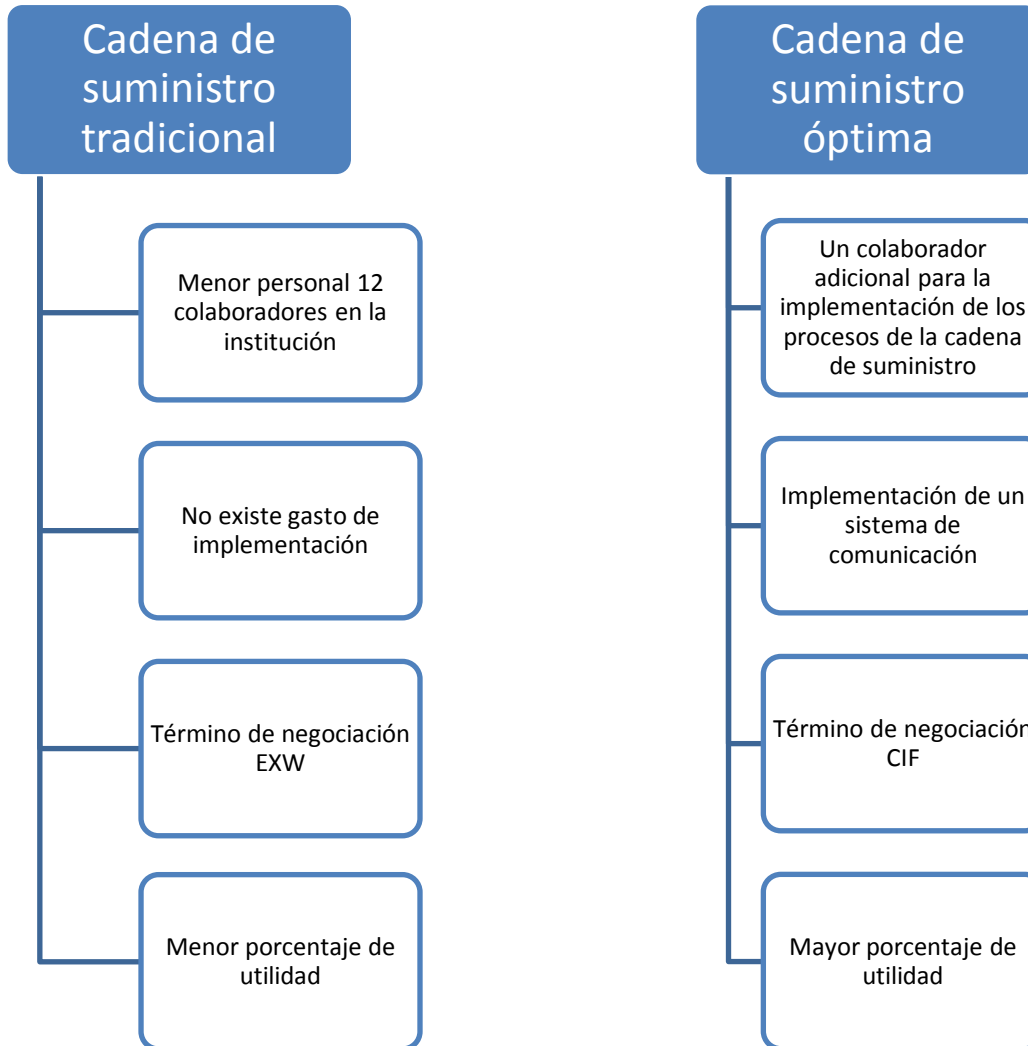 Cadena de
suministro
tradicional
Menor personal 12
colaboradores en la
institución
No existe gasto de
implementación
Término de negociación
EXW
Menor porcentaje de
utilidad
Cadena de
suministro
óptima
Un colaborador
adicional para la
implementación de los
procesos de la cadena
de suministro
Implementación de un
sistema de
comunicación
Término de negociación
CIF
Mayor porcentaje de
utilidad